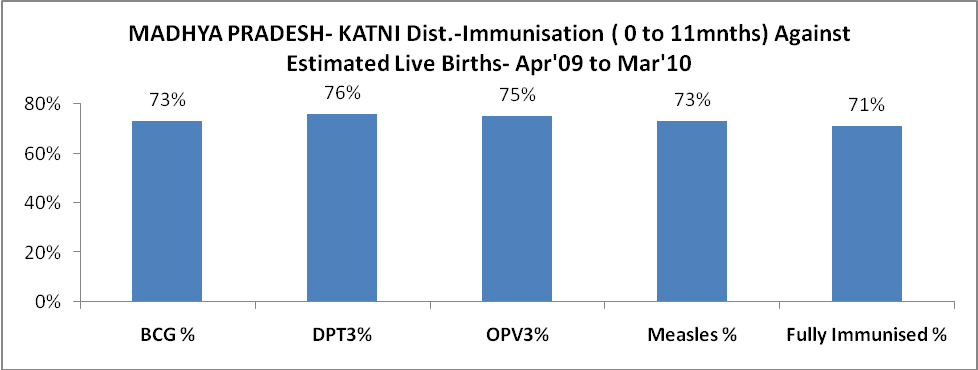 MADHYA PRADESH- KATNI Dist.-Immunisation ( 0 to 11mnths) Against
Estimated Live Births- Apr'09 to Mar'10
73%
76%
75%
73%
71%
80%
60%
40%
20%
0%
BCG %
DPT3%
OPV3%
Measles %
Fully Immunised %